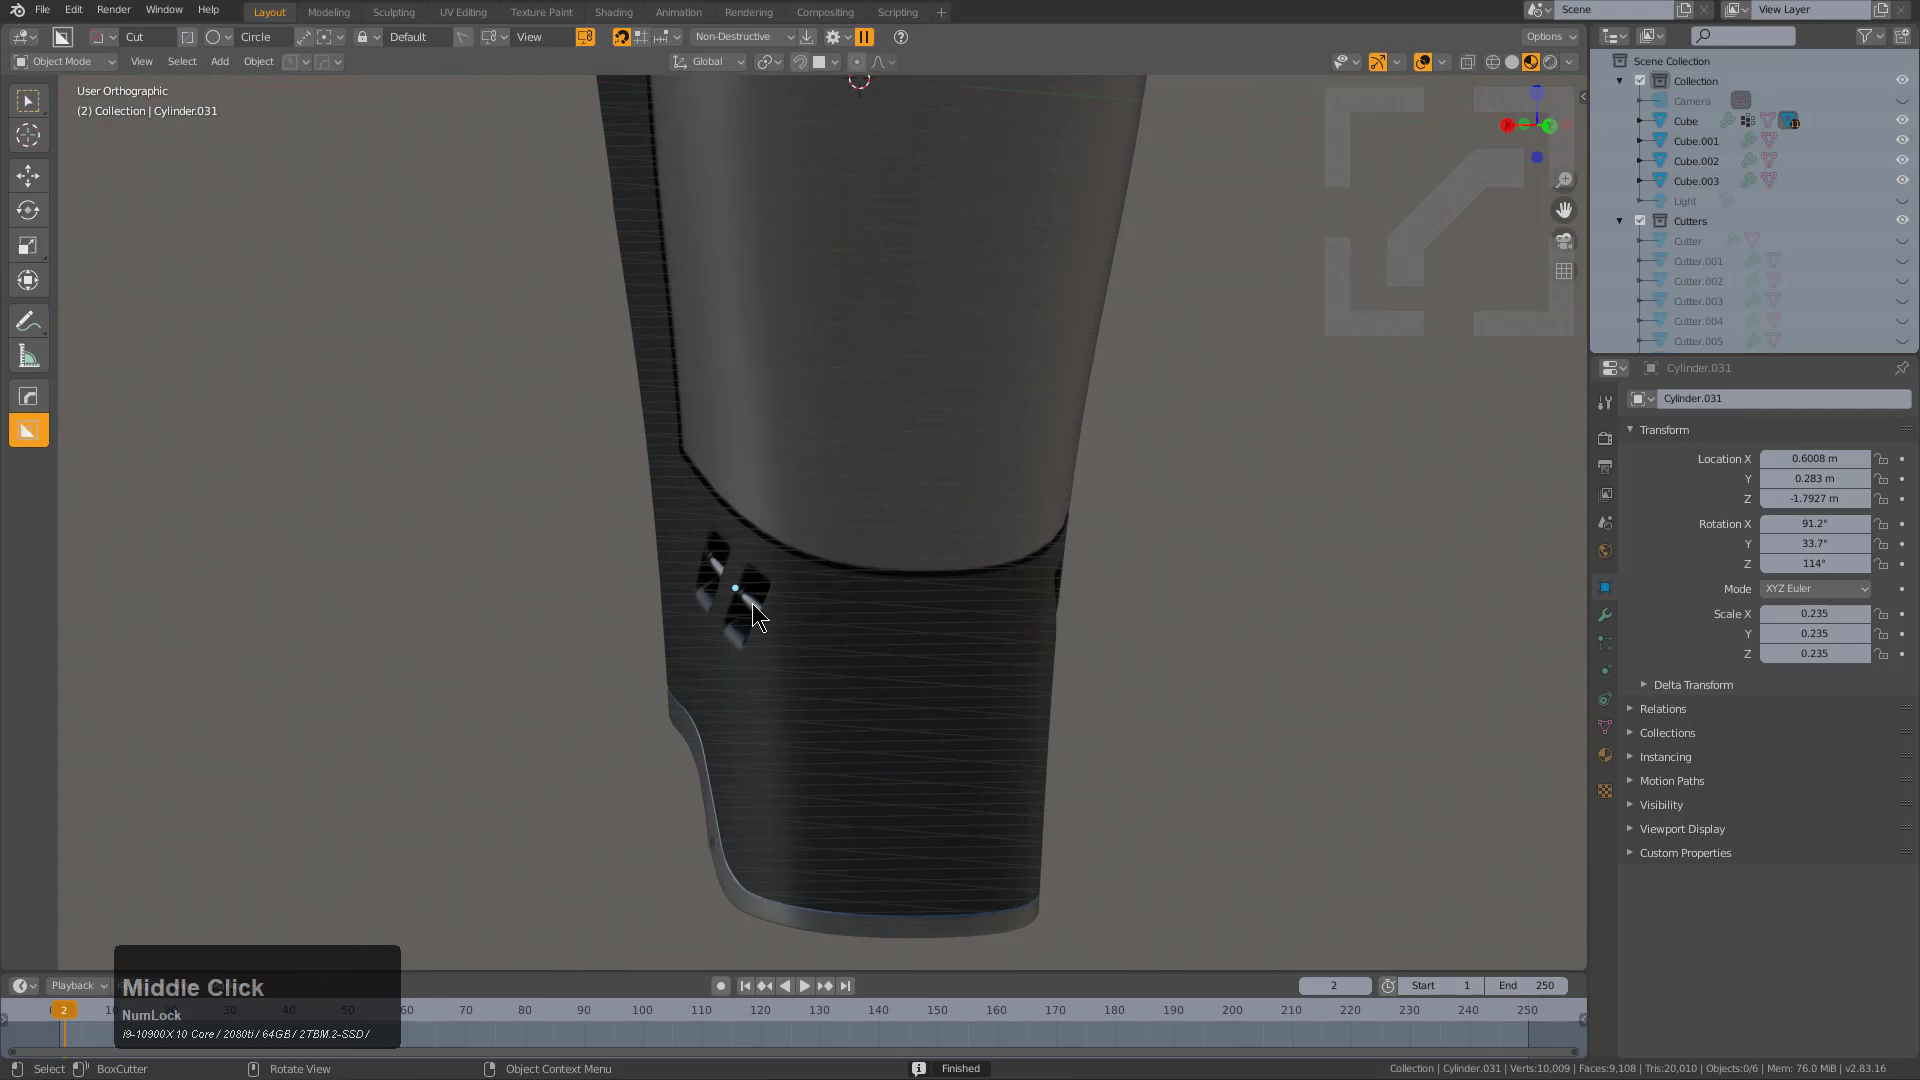 File Edit Render Window Help
Layout Modeling Sculpting UV Editing Texture Paint Shading Animation Rendering Compositing Scripting +
Scene
View Layer
Cut Circle Default View Non-Destructive Options
Object Mode View Select Add Object Global
User Orthographic
(2) Collection | Cylinder.031
X
Y
Scene Collection
Collection
Camera
Cube
Cube.001
Cube.002
Cube.003
Light
Cutters
Cutter
Cutter.001
Cutter.002
Cutter.003
Cutter.004
Cutter.005
Cylinder.031
Cylinder.031
Transform
Location X 0.6008 m
Y 0.283 m
Z -1.7927 m
Rotation X 91.2°
Y 33.7°
Z 114°
Mode XYZ Euler
Scale X 0.235
Y 0.235
Z 0.235
Delta Transform
Relations
Collections
Instancing
Motion Paths
Visibility
Viewport Display
Custom Properties
Middle Click
NumLock
i9-10900X 10 Core / 2080ti / 64GB / 2TBM.2-SSD /
Playback 2 Start 1 End 250
2 10 30 40 50 60 70 80 90 100 110 120 130 140 150 160 170 180 190 200 210 220 230 240 250
Select BoxCutter Rotate View Object Context Menu Finished Collection | Cylinder.031 | Verts:10,009 | Faces:9,108 | Tris:20,010 | Objects:0/6 | Mem: 76.0 MiB | v2.83.16